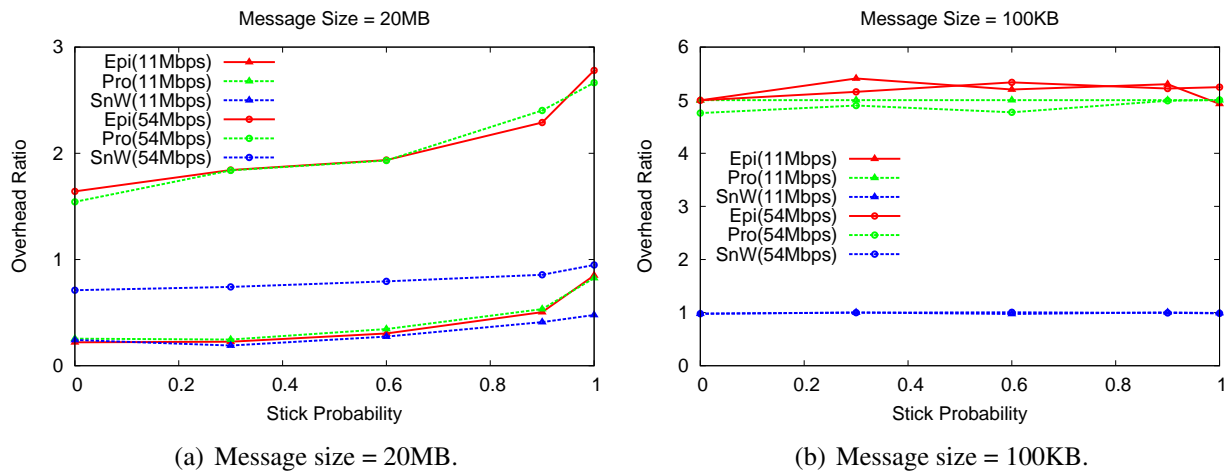 Message Size = 20MB
Overhead Ratio
3
2
1
0
Epi(11Mbps)
Pro(11Mbps)
SnW(11Mbps)
Epi(54Mbps)
Pro(54Mbps)
SnW(54Mbps)
0 0.2 0.4 0.6 0.8 1
Stick Probability
(a) Message size = 20MB.
Message Size = 100KB
Overhead Ratio
6
5
4
3
2
1
0
Epi(11Mbps)
Pro(11Mbps)
SnW(11Mbps)
Epi(54Mbps)
Pro(54Mbps)
SnW(54Mbps)
0 0.2 0.4 0.6 0.8 1
Stick Probability
(b) Message size = 100KB.